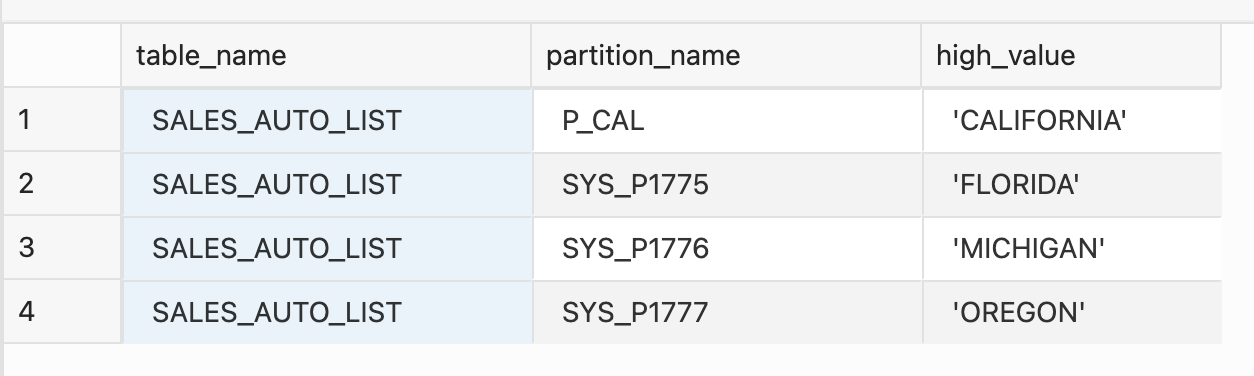 table_name partition_name high_value
1 SALES_AUTO_LIST P_CAL 'CALIFORNIA'
2 SALES_AUTO_LIST SYS_P1775 'FLORIDA'
3 SALES_AUTO_LIST SYS_P1776 'MICHIGAN'
4 SALES_AUTO_LIST SYS_P1777 'OREGON'